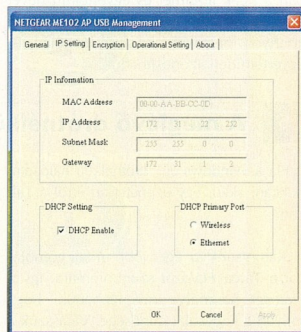 NETGEAR ME102 AP USB Management
General IP Setting Encryption Operational Setting About
IP Information
MAC Address 00-00-AA-BB-CC-0D
IP Address 172 31 22 252
Subnet Mask 255 255 0 0
Gateway 172 31 1 2
DHCP Setting
DHCP Enable
DHCP Primary Port
Wireless
Ethernet
OK Cancel Apply